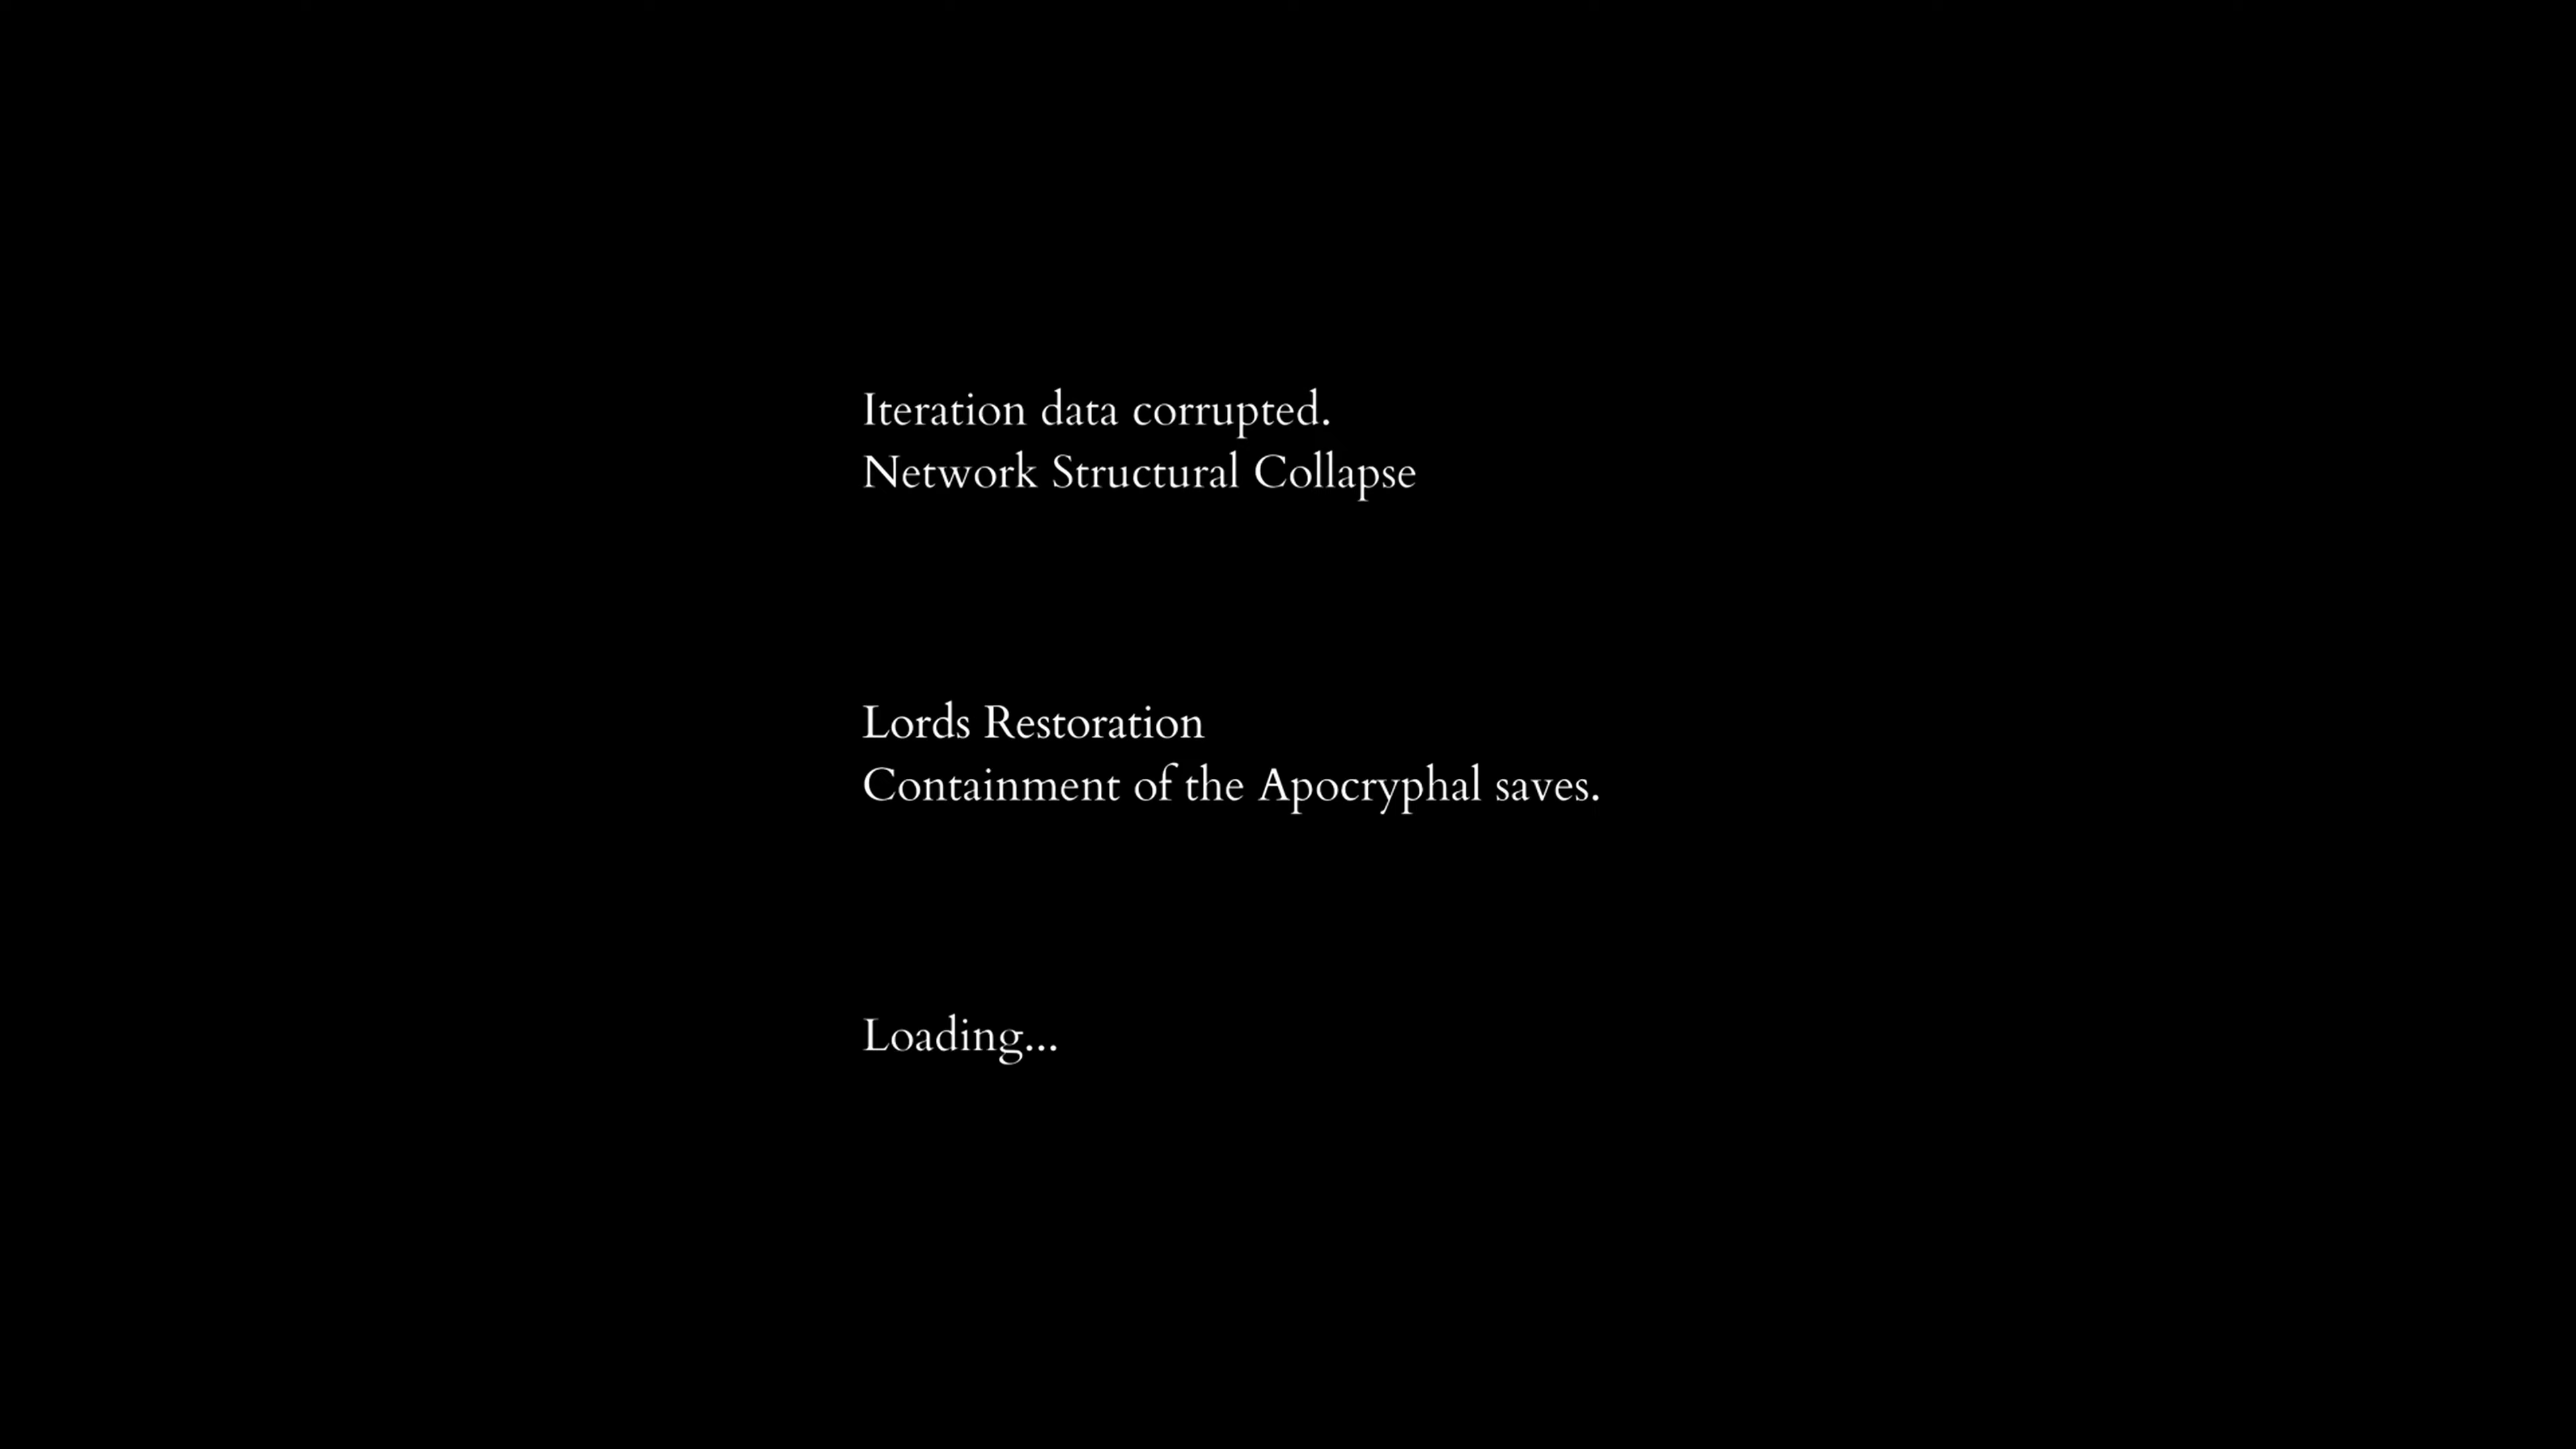 Iteration data corrupted.
Network Structural Collapse
Lords Restoration
Containment of the Apocryphal saves.
Loading...